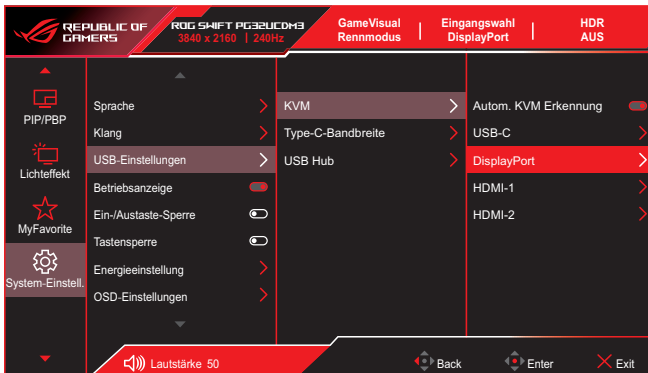 REPUBLIC OF GAMERS
ROG SWIFT PG32UCDM3
3840 x 2160 | 240Hz
GameVisual
Rennmodus
Eingangswahl
DisplayPort
HDR
AUS
PIP/PBP
Lichteffekt
MyFavorite
System-Einstell.
Sprache
Klang
USB-Einstellungen
Betriebsanzeige
Ein-/Austaste-Sperre
Tastensperre
Energieeinstellung
OSD-Einstellungen
KVM
Type-C-Bandbreite
USB Hub
Autom. KVM Erkennung
USB-C
DisplayPort
HDMI-1
HDMI-2
Lautstärke 50
Back
Enter
Exit